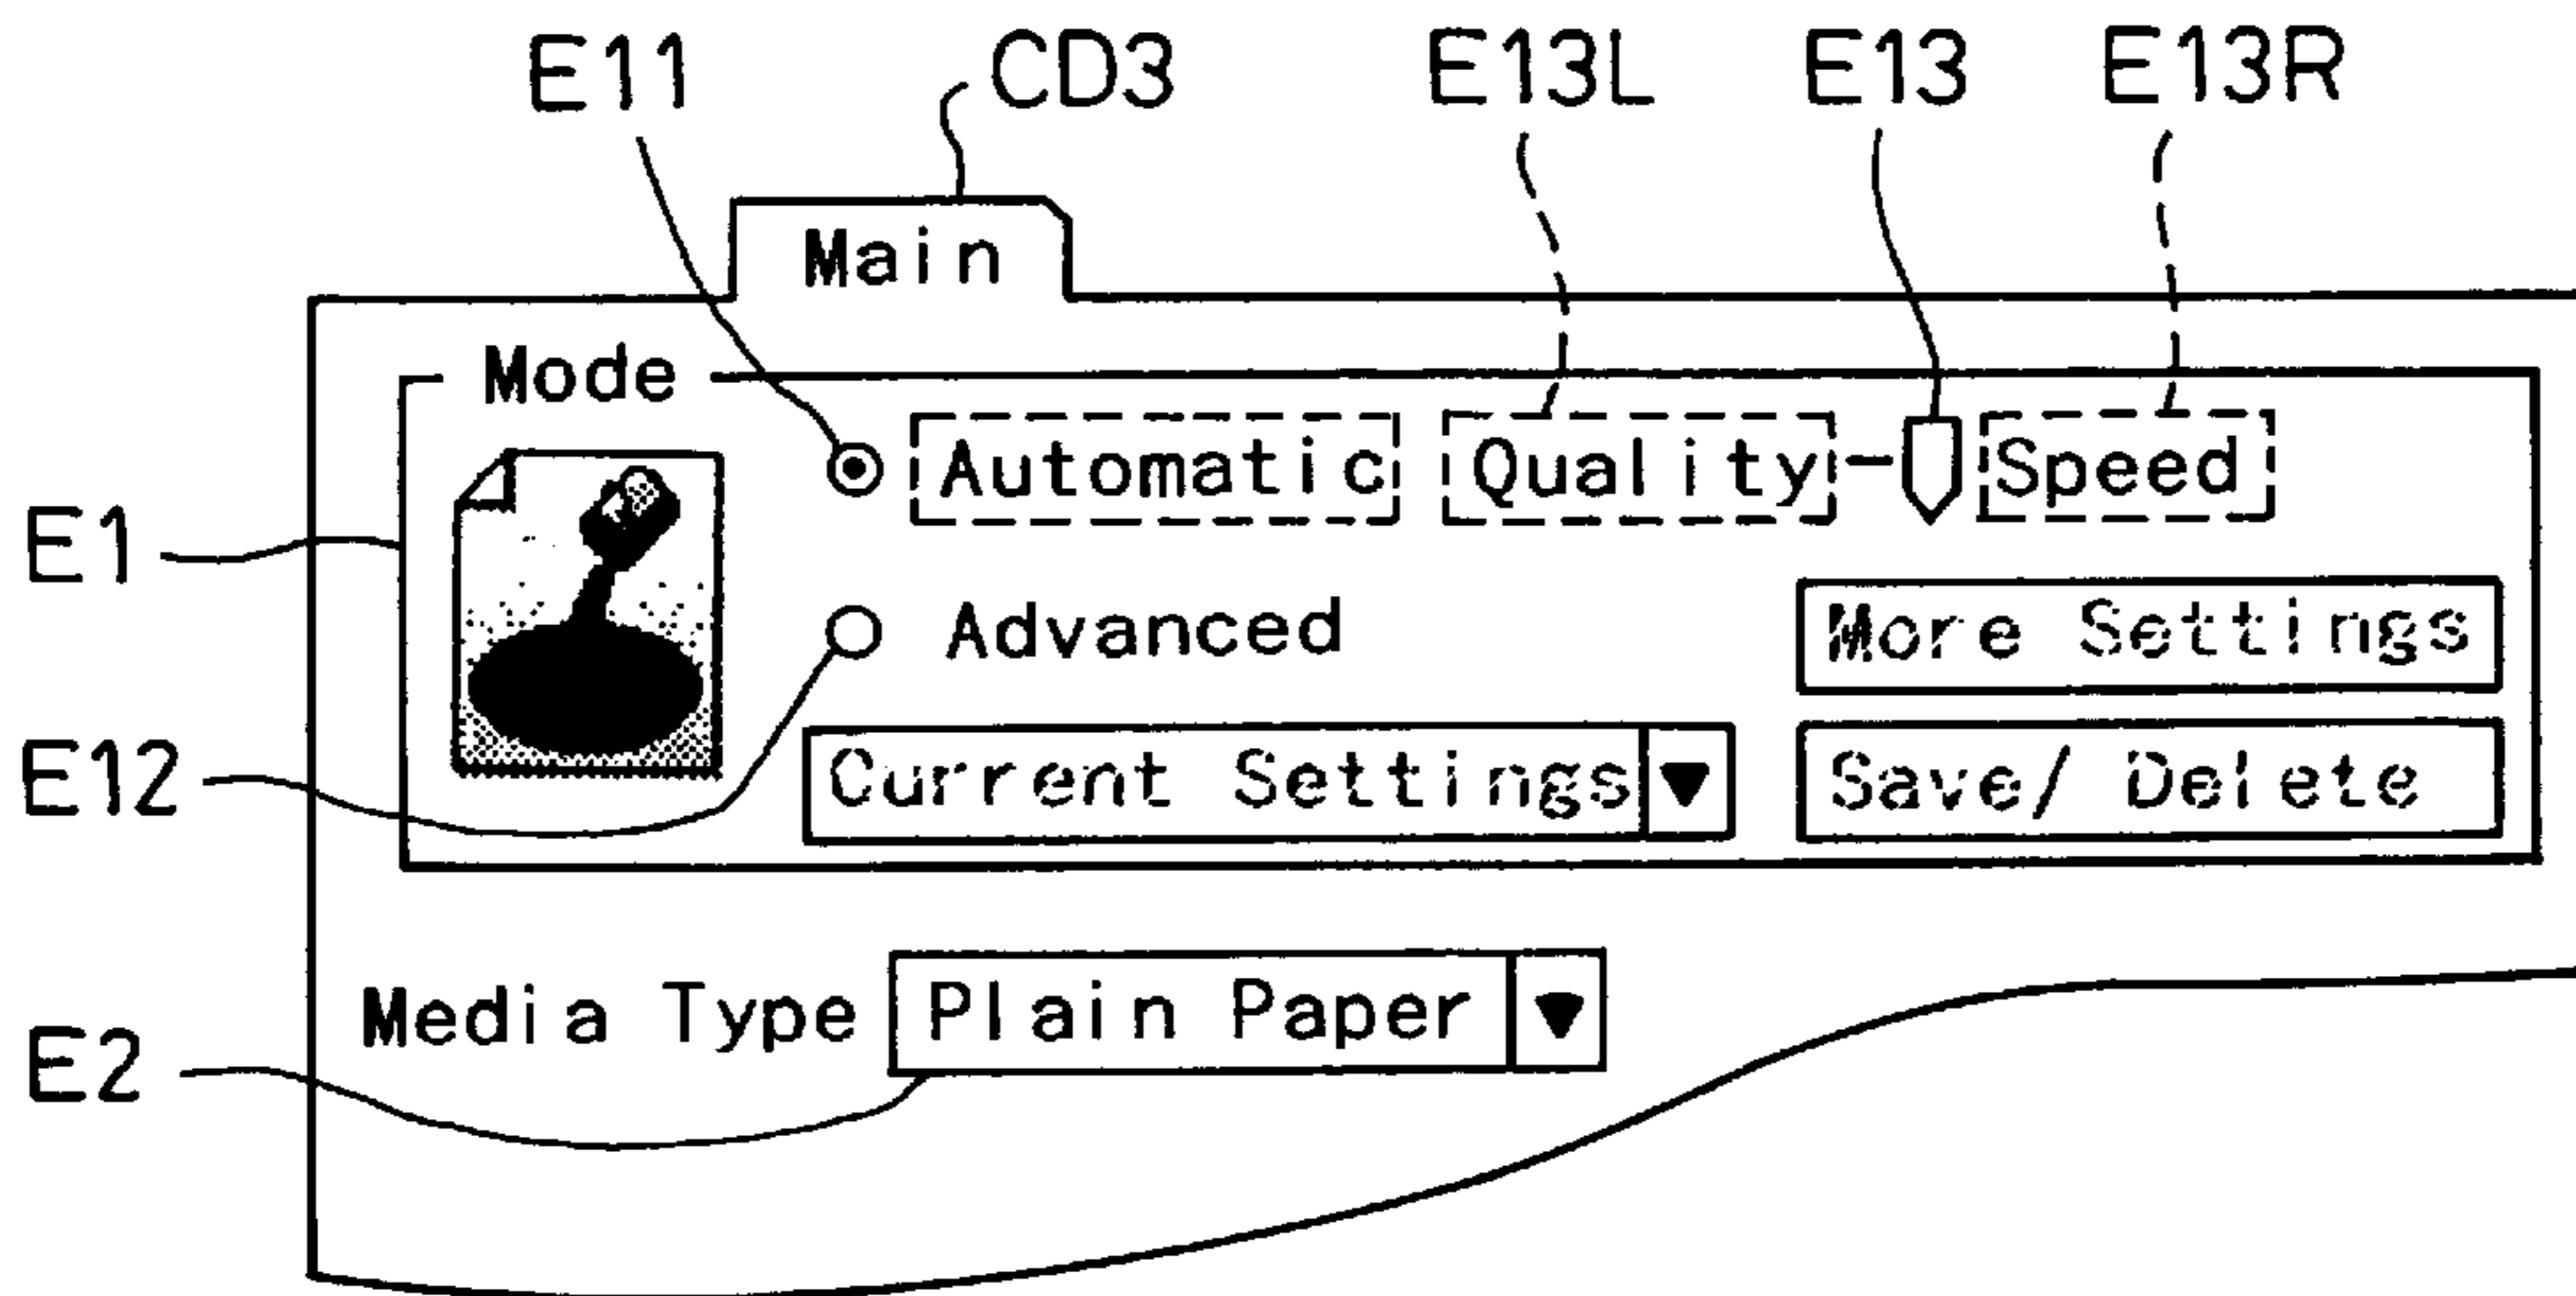 E11 CD3 E13L E13 E13R
Main
Mode
Automatic Quality Speed
E1
Advanced More Settings
E12 Current Settings Save/ Delete
Media Type Plain Paper
E2